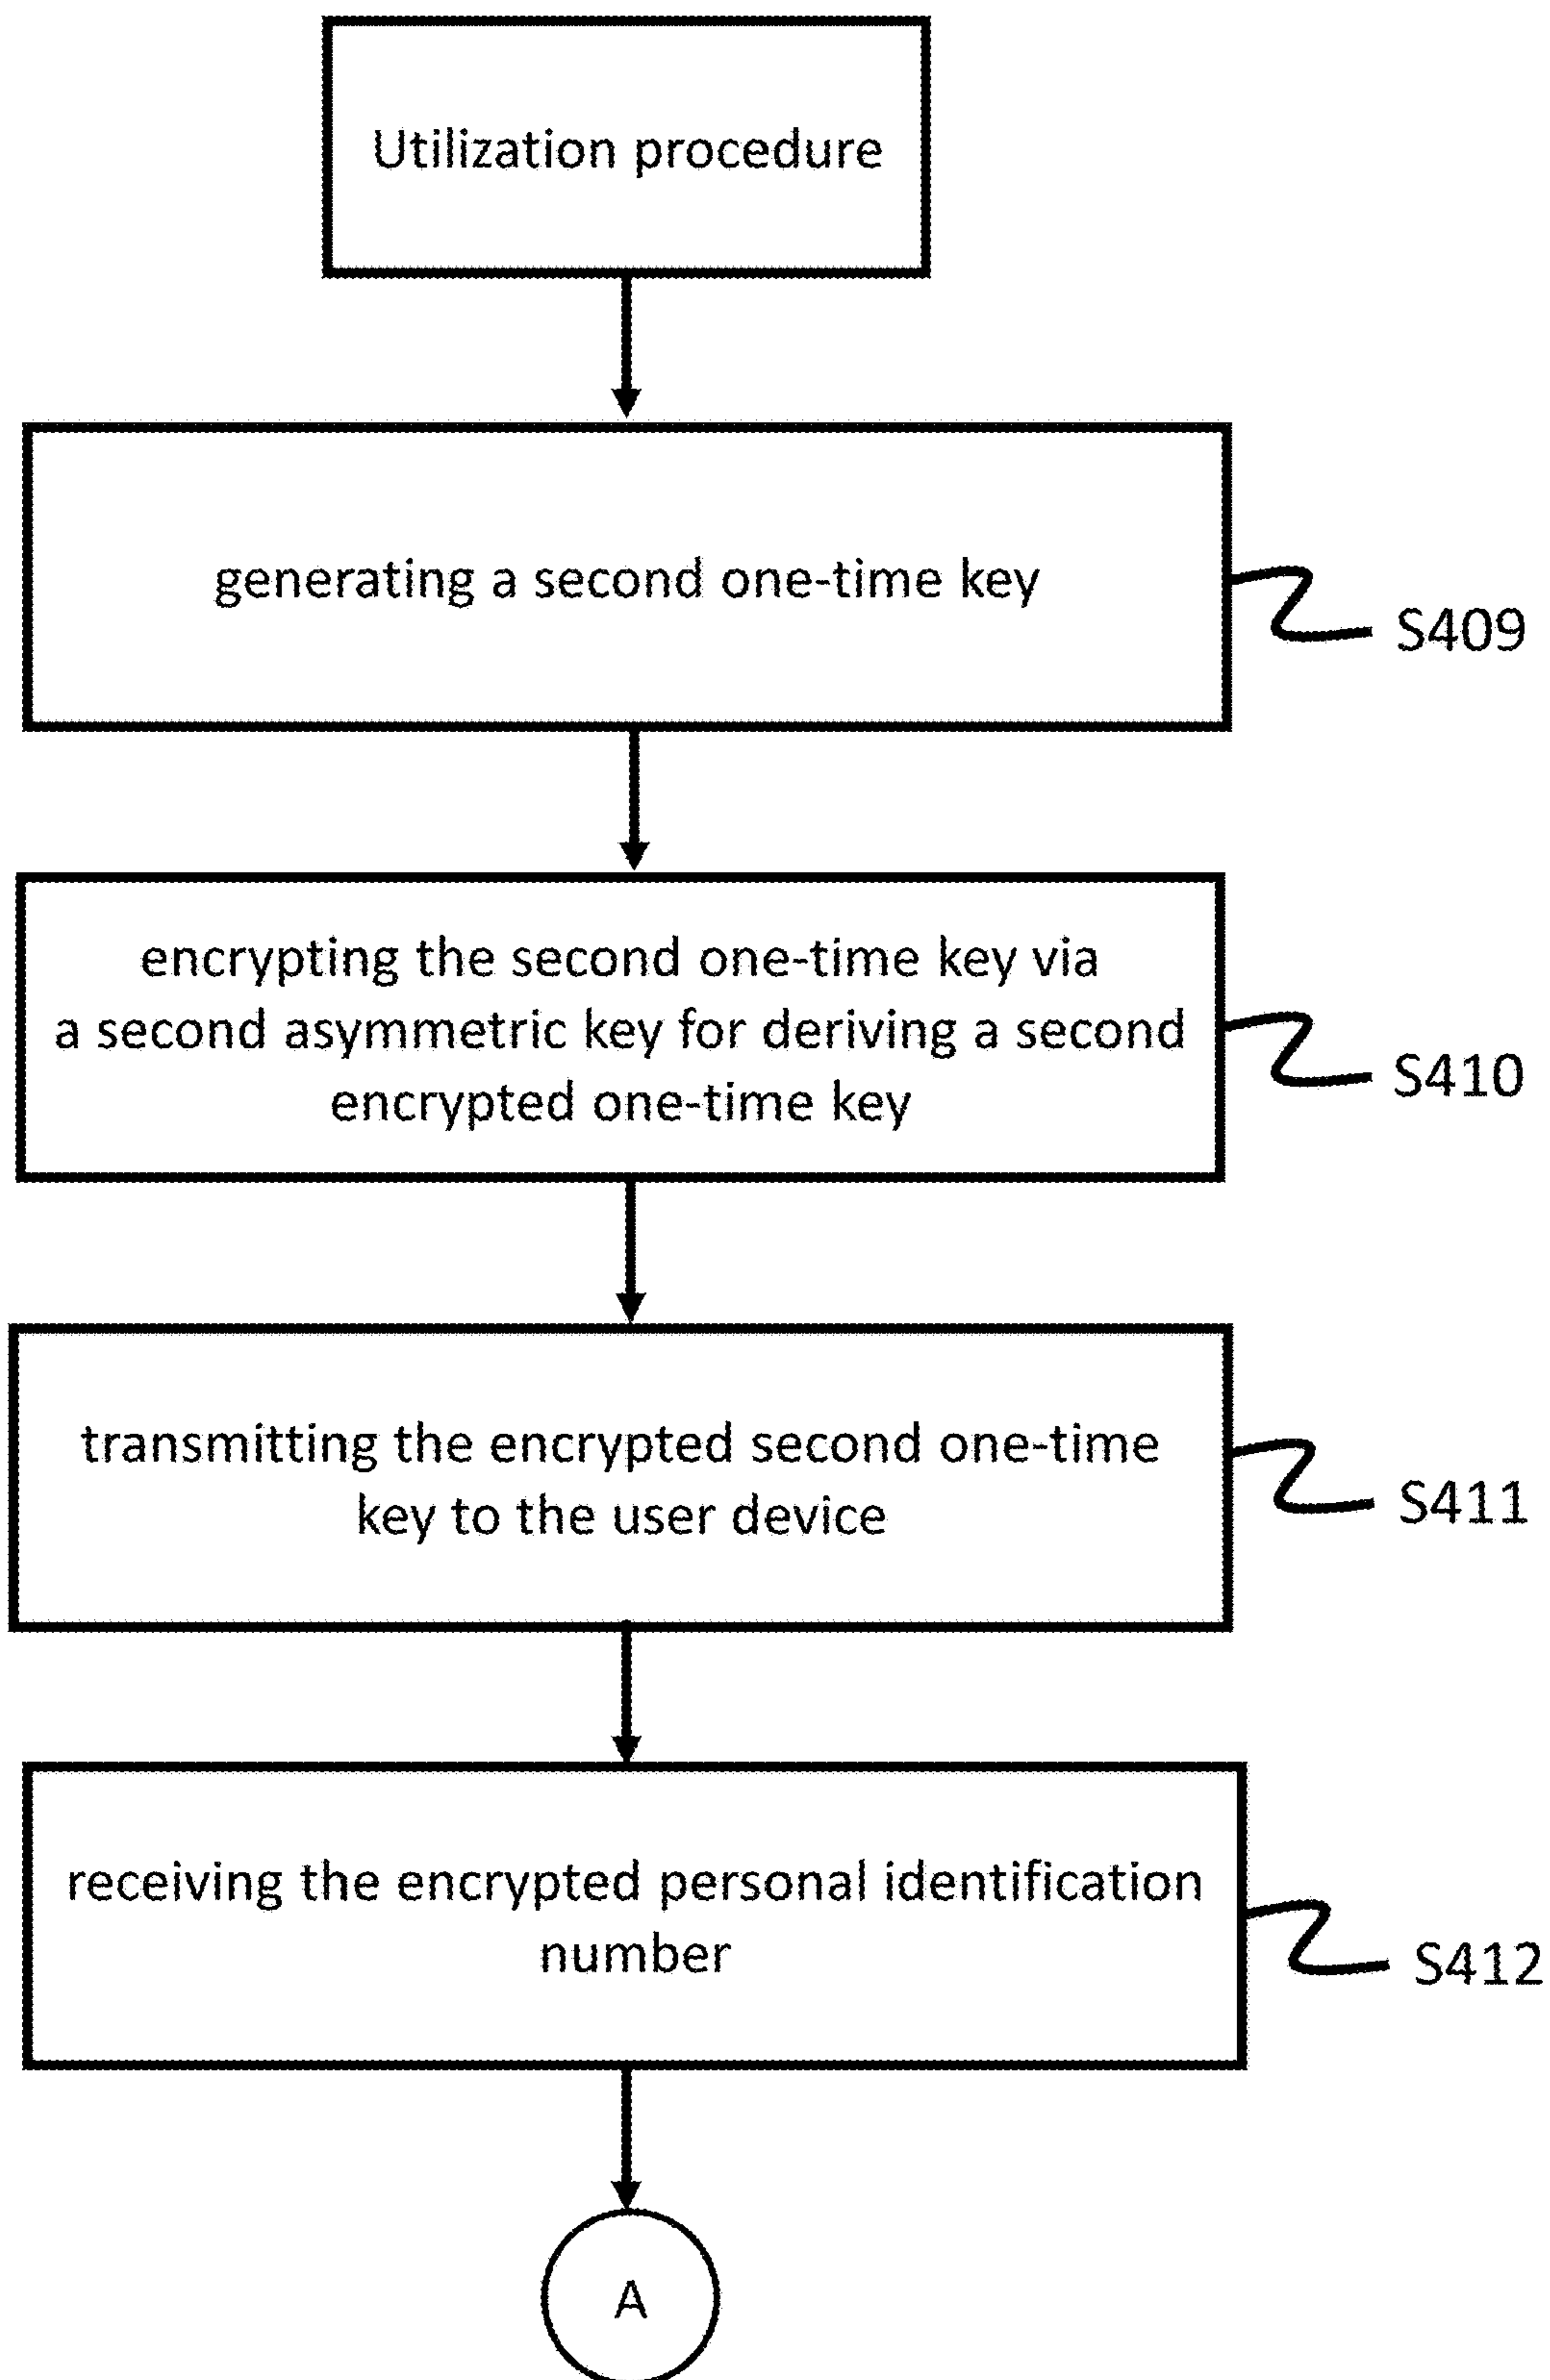 Utilization procedure
generating a second one-time key
S409
encrypting the second one-time key via
a second asymmetric key for deriving a second
encrypted one-time key
S410
transmitting the encrypted second one-time
key to the user device
S411
receiving the encrypted personal identification
number
S412
A